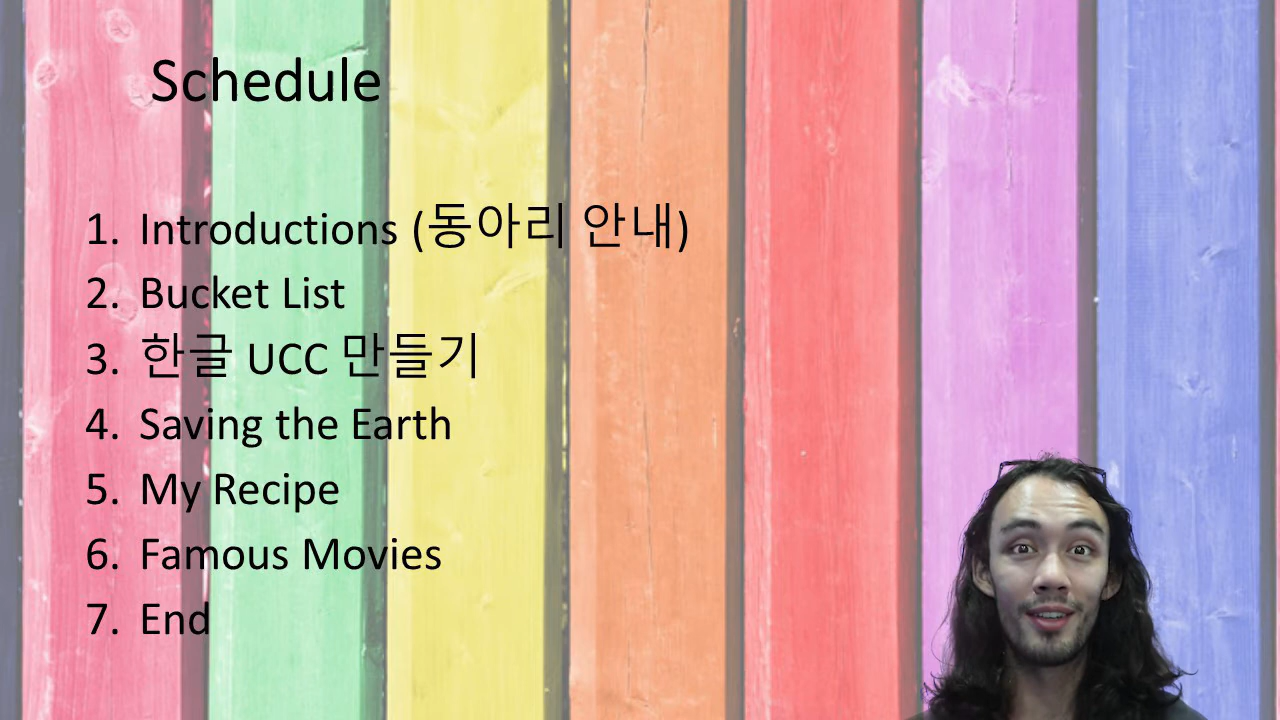 Schedule
1. Introductions (동아리 안내)
2. Bucket List
3. 한글 UCC 만들기
4. Saving the Earth
5. My Recipe
6. Famous Movies
7. End